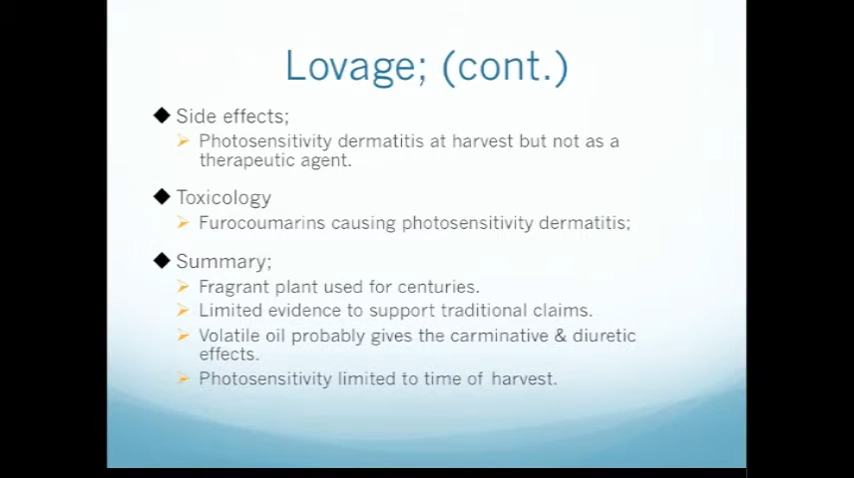 Lovage; (cont.)
Side effects;
Photosensitivity dermatitis at harvest but not as a
therapeutic agent.
Toxicology
Furocoumarins causing photosensitivity dermatitis;
Summary;
Fragrant plant used for centuries.
Limited evidence to support traditional claims.
Volatile oil probably gives the carminative & diuretic
effects.
Photosensitivity limited to time of harvest.